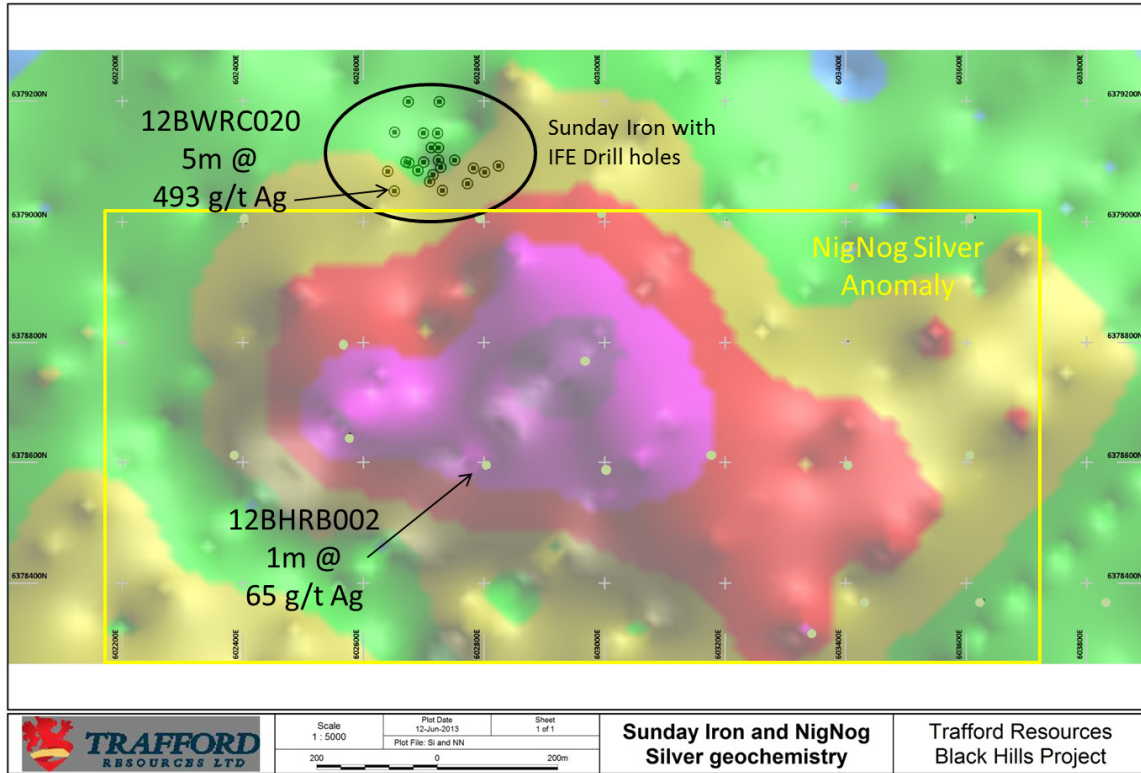 602200E
602400E
602600E
602800E
603000E
603200E
603400E
603600E
603800E
6379200N
6379200N
12BWRC020
5m @
493 g/t Ag
Sunday Iron with
IFE Drill holes
6379000N
6379000N
NigNog Silver
Anomaly
6378800N
6378800N
6378600N
6378600N
12BHRB002
1m @
65 g/t Ag
6378400N
6378400N
602200E
602400E
602600E
602800E
603000E
603200E
603400E
603600E
603800E
TRAFFORD
RESOURCES LTD
Scale
1 : 5000
Plot Date
12-Jun-2013
Sheet
1 of 1
Plot File: Si and NN
200 0 200m
Sunday Iron and NigNog
Silver geochemistry
Trafford Resources
Black Hills Project